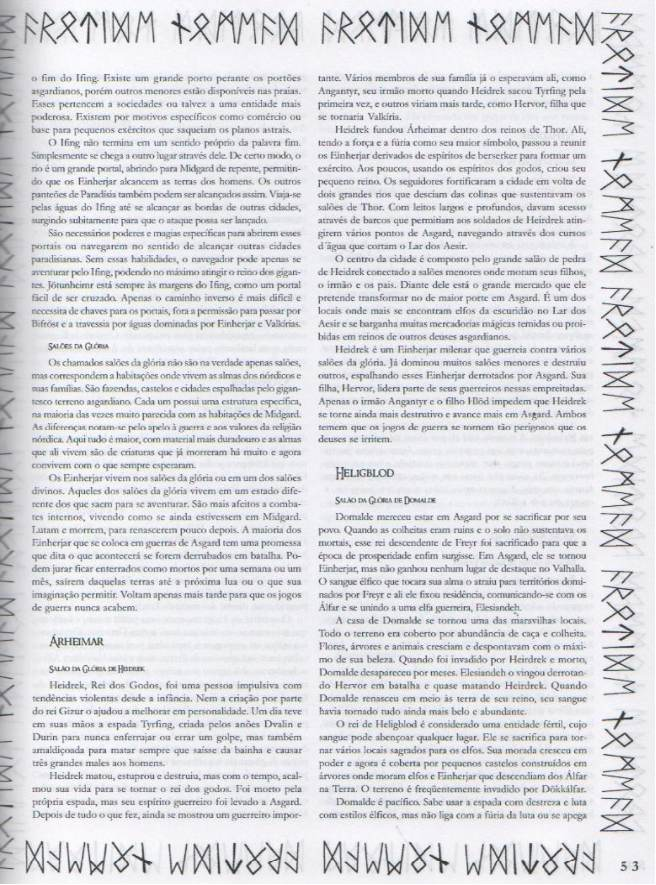 o fim do Ifing. Existe um grande porto perante os portões
asgardianos, porém outros menores estão disponíveis nas praias.
Esses pertencem a sociedades ou talvez a uma entidade mais
poderosa. Existem por motivos específicos como comércio ou
base para pequenos exércitos que saqueiam os planos astrais.
O Ifing não termina em um sentido próprio da palavra fim.
Simplesmente se chega a outro lugar através dele. De certo modo, o
rio é um grande portal, abrindo para Midgard de repente, permitin-
do que os Einherjar alcancem as terras dos homens. Os outros
panteões de Paradísia também podem ser alcançados assim. Viaja-se
pelas águas do Ifing até se alcançar as bordas de outras cidades,
surgindo subitamente para que o ataque possa ser lançado.
São necessários poderes e magias específicas para abrirem esses
portais ou navegarem no sentido de alcançar outras cidades
paradisianas. Sem essas habilidades, o navegador pode apenas se
aventurar pelo Ifing, podendo no máximo atingir o reino dos gigan-
tes. Jötunheimr está sempre às margens do Ifing, como um portal
fácil de ser cruzado. Apenas o caminho inverso é mais difícil e
necessita de chaves para os portais, fora a permissão para passar por
Bifröst e a travessia por águas dominadas por Einherjar e Valkírias.
SALÕES DA GLÓRIA
Os chamados salões da glória não são na verdade apenas salões,
mas correspondem a habitações onde vivem as almas dos nórdicos e
suas famílias. São fazendas, castelos e cidades espalhadas pelo gigan-
tesco terreno asgardiano. Cada um possui uma estrutura específica,
na maioria das vezes muito parecida com as habitações de Midgard.
As diferenças notam-se pelo apelo à guerra e aos valores da religião
nórdica. Aqui tudo é maior, com material mais duradouro e as almas
que ali vivem são de criaturas que já morreram há muito e agora
convivem com o que sempre esperaram.
Os Einherjar vivem nos salões da glória ou em um dos salões
divinos. Aqueles dos salões da glória vivem em um estado dife-
rente dos que saem para se aventurar. São mais afeitos a comba-
tes internos, vivendo como se ainda estivessem em Midgard.
Lutam e morrem, para renascerem pouco depois. A maioria dos
Einherjar que se coloca em guerras de Asgard tem uma promessa
que dita o que acontecerá se forem derrubados em batalha. Po-
dem jurar ficar enterrados como mortos por uma semana ou um
mês, saírem daquelas terras até a próxima lua ou o que sua
imaginação permitir. Voltam apenas mais tarde para que os jogos
de guerra nunca acabem.
ÁRHEIMAR
SALÃO DA GLÓRIA DE HEIDREK
Heidrek, Rei dos Godos, foi uma pessoa impulsiva com
tendências violentas desde a infância. Nem a criação por parte
do rei Gizur o ajudou a melhorar em personalidade. Um dia teve
em suas mãos a espada Tyrfing, criada pelos anões Dvalin e
Durin para nunca enferrujar ou errar um golpe, mas também
amaldiçoada para matar sempre que saísse da bainha e causar
três grandes males aos homens.
Heidrek matou, estuprou e destruiu, mas com o tempo, acal-
mou sua vida para se tornar o rei dos godos. Foi morto pela
própria espada, mas seu espírito guerreiro foi levado a Asgard.
Depois de tudo o que fez, ainda se mostrou um guerreiro impor-
tante. Vários membros de sua família já o esperavam ali, como
Angantyr, seu irmão morto quando Heidrek sacou Tyrfing pela
primeira vez, e outros viriam mais tarde, como Hervor, filha que
se tornaria Valkíria.
Heidrek fundou Árheimar dentro dos reinos de Thor. Ali,
tendo a força e a fúria como seu maior símbolo, passou a reunir
os Einherjar derivados de espíritos de berserker para formar um
exército. Aos poucos, usando os espíritos dos godos, criou seu
pequeno reino. Os seguidores fortificaram a cidade em volta de
dois grandes rios que desciam das colinas que sustentavam os
salões de Thor. Com leitos largos e profundos, davam acesso
através de barcos que permitiam aos soldados de Heirdrek atin-
girem vários pontos de Asgard, navegando através dos cursos
d'água que cortam o Lar dos Aesir.
O centro da cidade é composto pelo grande salão de pedra
de Heidrek conectado a salões menores onde moram seus filhos,
o irmão e os pais. Diante dele está o grande mercado que ele
pretende transformar no de maior porte em Asgard. É um dos
locais onde mais se encontram elfos da escuridão no Lar dos
Aesir e se barganha muitas mercadorias mágicas temidas ou proi-
bidas em reinos de outros deuses asgardianos.
Heidrek é um Einherjar milenar que guerreia contra vários
salões da glória. Já dominou muitos salões menores e destruiu
outros, espalhando esses Einherjar derrotados por Asgard. Sua
filha, Hervor, lidera parte de seus guerreiros nessas empreitadas.
Apenas o irmão Angantyr e o filho Hlöd impedem que Heidrek
se torne ainda mais destrutivo e avance mais em Asgard. Ambos
temem que os jogos de guerra se tornem tão perigosos que os
deuses se irritem.
HELIGBLOD
SALÃO DA GLÓRIA DE DOMALDE
Domalde mereceu estar em Asgard por se sacrificar por seu
povo. Quando as colheitas eram ruins e o solo não sustentava os
mortais, esse rei descendente de Freyr foi sacrificado para que a
época de prosperidade enfim surgisse. Em Asgard, ele se tornou
Einherjar, mas não ganhou nenhum lugar de destaque no Valhalla.
O sangue élfico que tocara sua alma o atraiu para territórios domi-
nados por Freyr e ali ele fixou residência, comunicando-se com os
Álfar e se unindo a uma elfa guerreira, Elesiandeh.
A casa de Domalde se tornou uma das maravilhas locais.
Todo o terreno era coberto por abundância de caça e colheita.
Flores, árvores e animais cresciam e despontavam com o máxi-
mo de sua beleza. Quando foi invadido por Heirdrek e morto,
Domalde desapareceu por meses. Elesiandeh o vingou derrotan-
do Hervor em batalha e quase matando Heirdrek. Quando
Domalde renasceu em meio às terra de seu reino, seu sangue
havia tornado tudo ainda mais belo e abundante.
O rei de Heligblod é considerado uma entidade fértil, cujo
sangue pode abençoar qualquer lugar. Ele se sacrifica para tor-
nar vários locais sagrados para os elfos. Sua morada cresceu em
poder e agora é coberta por pequenos castelos construídos em
árvores onde moram elfos e Einherjar que descendiam dos Álfar
na Terra. O terreno é freqüentemente invadido por Dökkálfar.
Domalde é pacífico. Sabe usar a espada com destreza e luta
com estilos élficos, mas não liga com a fúria da luta ou se apega
53